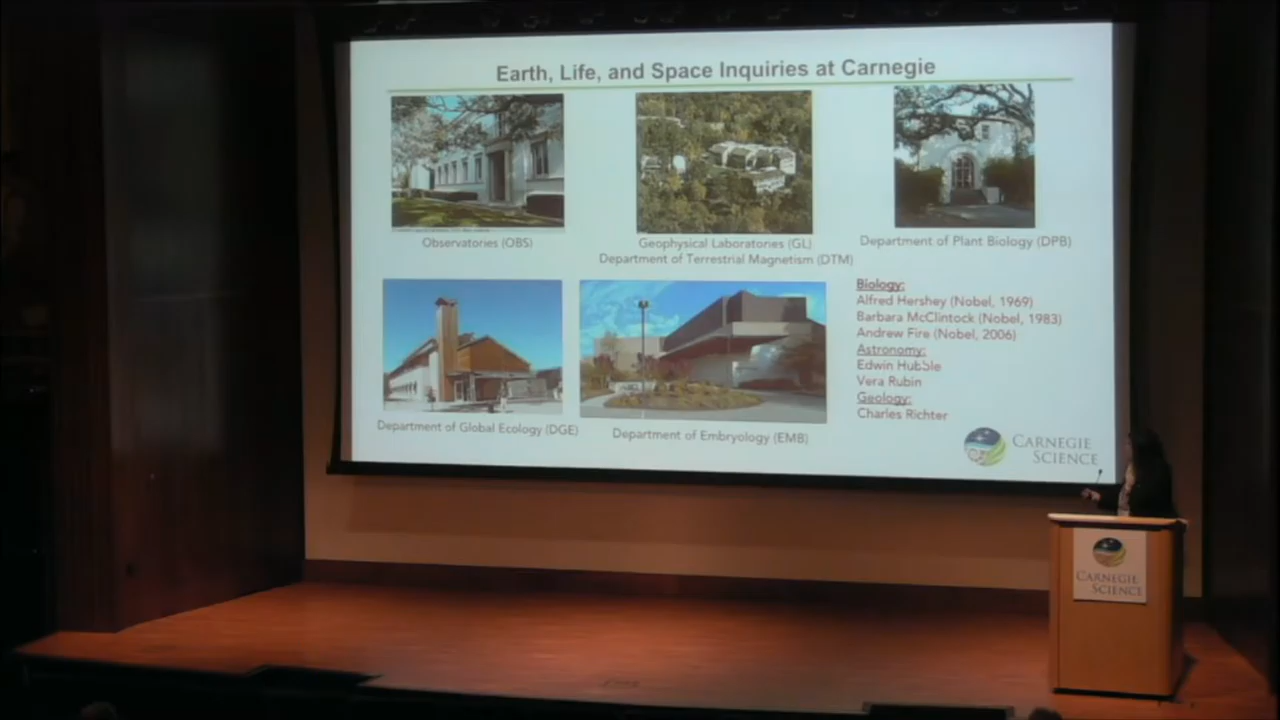 Earth, Life, and Space Inquiries at Carnegie
Observatories (OBS)
Geophysical Laboratories (GL)
Department of Terrestrial Magnetism (DTM)
Department of Plant Biology (DPB)
Department of Global Ecology (DGE)
Department of Embryology (EMB)
Biology:
Alfred Hershey (Nobel, 1969)
Barbara McClintock (Nobel, 1983)
Andrew Fire (Nobel, 2006)
Astronomy:
Edwin Hubble
Vera Rubin
Geology:
Charles Richter
CARNEGIE
SCIENCE
CARNEGIE
SCIENCE